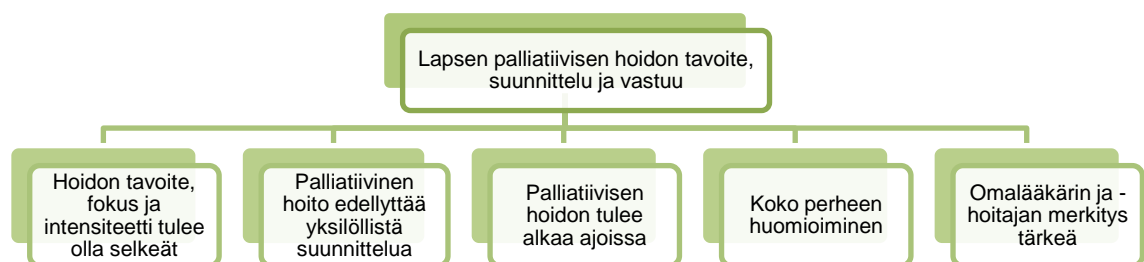 Lapsen palliatiivisen hoidon tavoite,
suunnittelu ja vastuu
Hoidon tavoite,
fokus ja
intensiteetti tulee
olla selkeät
Palliatiivinen
hoito edellyttää
yksilöllistä
suunnittelua
Palliatiivisen
hoidon tulee
alkaa ajoissa
Koko perheen
huomioiminen
Omalääkärin ja -
hoitajan merkitys
tärkeä